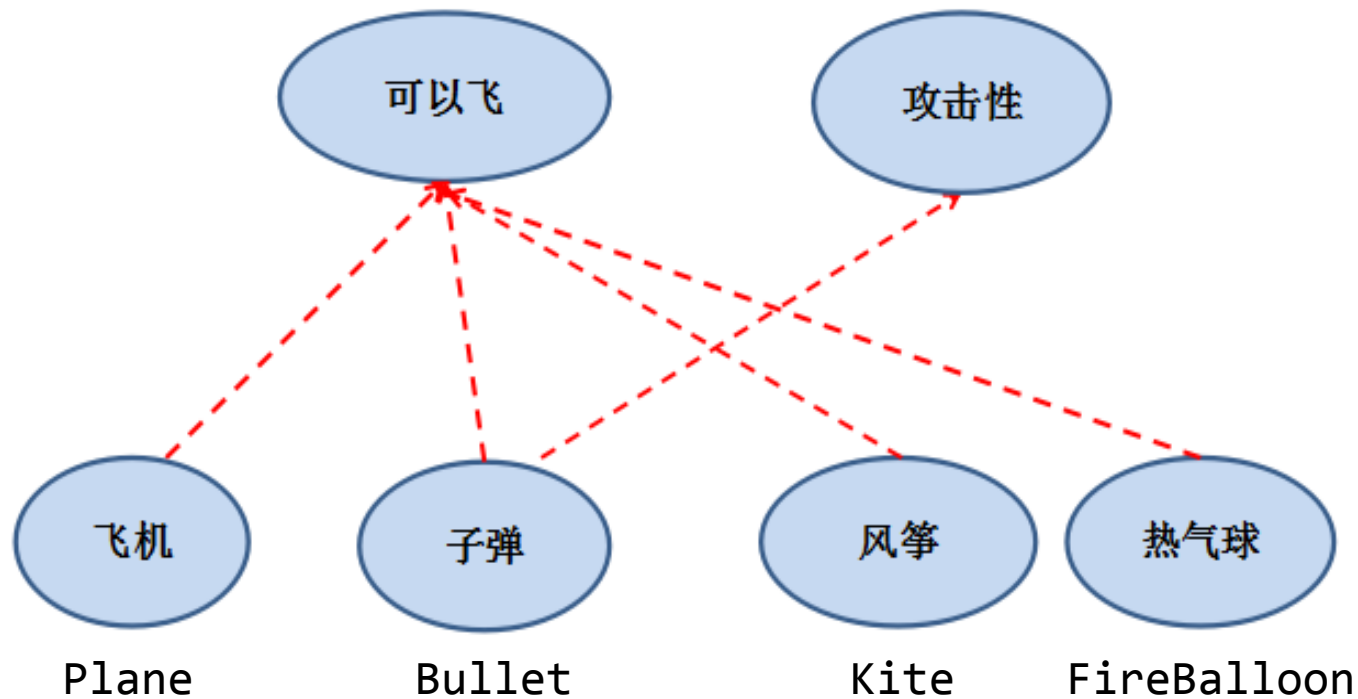 可以飞
攻击性
飞机
子弹
风筝
热气球
Plane
Bullet
Kite
FireBalloon